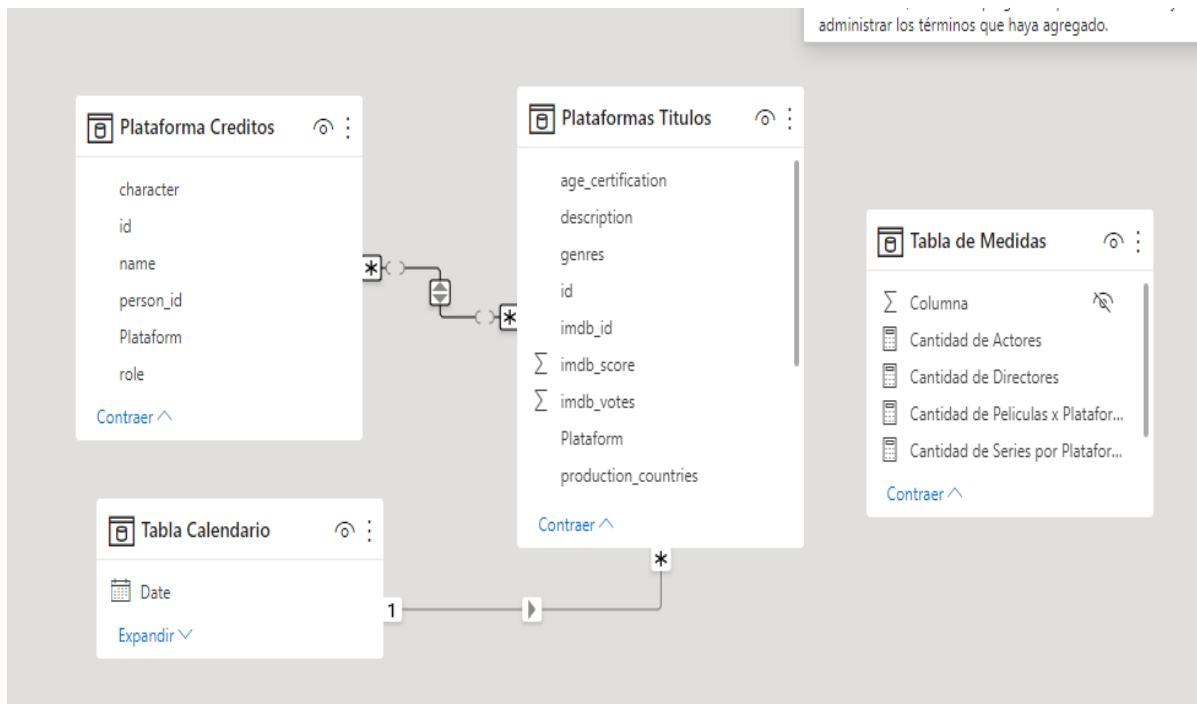 administrar los términos que haya agregado.
Plataforma Creditos
character
id
name
person_id
Plataform
role
Contraer
Plataformas Titulos
age_certification
description
genres
id
imdb_id
imdb_score
imdb_votes
Plataform
production_countries
Contraer
Tabla de Medidas
Columna
Cantidad de Actores
Cantidad de Directores
Cantidad de Peliculas x Platafor...
Cantidad de Series por Platafor...
Contraer
Tabla Calendario
Date
Expandir
*
*
1
*